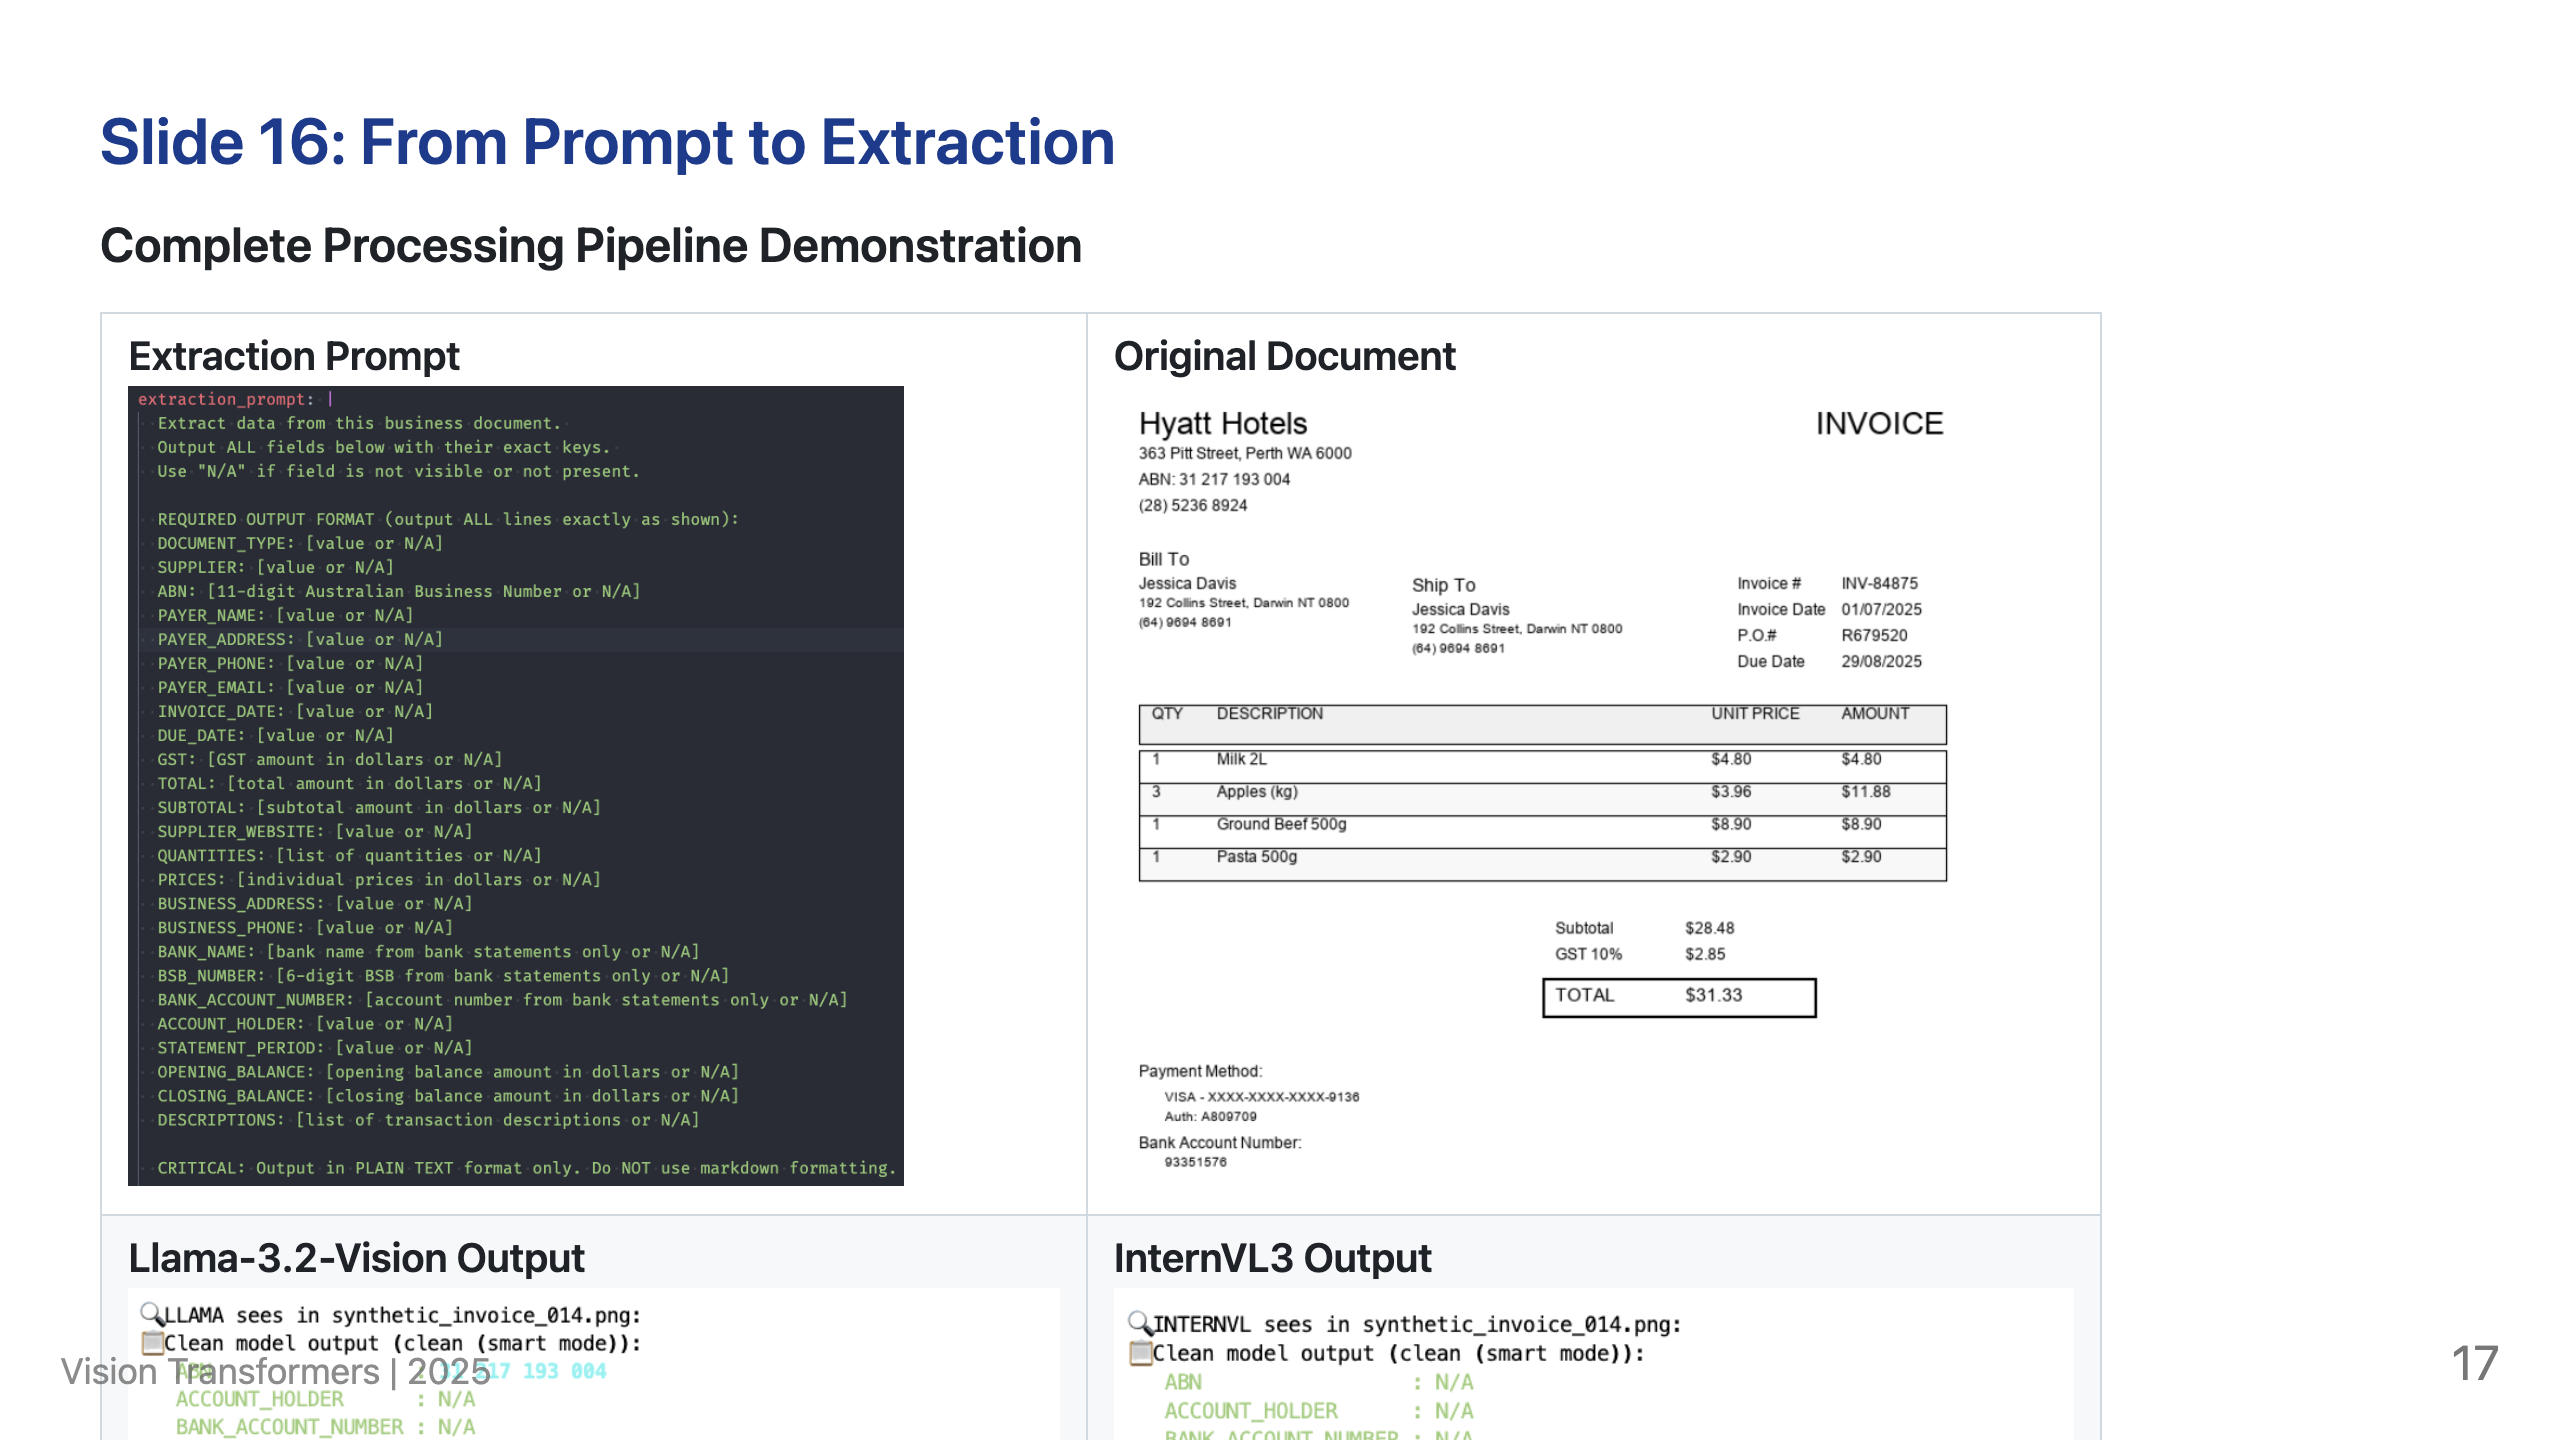 Slide 16: From Prompt to Extraction
Complete Processing Pipeline Demonstration
Extraction Prompt
extraction_prompt: |
Extract data from this business document.
Output ALL fields below with their exact keys.
Use "N/A" if field is not visible or not present.
REQUIRED OUTPUT FORMAT (output ALL lines exactly as shown):
DOCUMENT_TYPE: [value or N/A]
SUPPLIER: [value or N/A]
ABN: [11-digit Australian Business Number or N/A]
PAYER_NAME: [value or N/A]
PAYER_ADDRESS: [value or N/A]
PAYER_PHONE: [value or N/A]
PAYER_EMAIL: [value or N/A]
INVOICE_DATE: [value or N/A]
DUE_DATE: [value or N/A]
GST: [GST amount in dollars or N/A]
TOTAL: [total amount in dollars or N/A]
SUBTOTAL: [subtotal amount in dollars or N/A]
SUPPLIER_WEBSITE: [value or N/A]
QUANTITIES: [list of quantities or N/A]
PRICES: [individual prices in dollars or N/A]
BUSINESS_ADDRESS: [value or N/A]
BUSINESS_PHONE: [value or N/A]
BANK_NAME: [bank name from bank statements only or N/A]
BSB_NUMBER: [6-digit BSB from bank statements only or N/A]
BANK_ACCOUNT_NUMBER: [account number from bank statements only or N/A]
ACCOUNT_HOLDER: [value or N/A]
STATEMENT_PERIOD: [value or N/A]
OPENING_BALANCE: [opening balance amount in dollars or N/A]
CLOSING_BALANCE: [closing balance amount in dollars or N/A]
DESCRIPTIONS: [list of transaction descriptions or N/A]
CRITICAL: Output in PLAIN TEXT format only. Do NOT use markdown formatting.
Original Document
Hyatt Hotels
INVOICE
363 Pitt Street, Perth WA 6000
ABN: 31 217 193 004
(28) 5236 8924
Bill To
Jessica Davis
192 Collins Street, Darwin NT 0800
(64) 9694 8691
Ship To
Jessica Davis
192 Collins Street, Darwin NT 0800
(64) 9694 8691
Invoice # INV-84875
Invoice Date 01/07/2025
P.O.# R679520
Due Date 29/08/2025
QTY DESCRIPTION UNIT PRICE AMOUNT
1 Milk 2L $4.80 $4.80
3 Apples (kg) $3.96 $11.88
1 Ground Beef 500g $8.90 $8.90
1 Pasta 500g $2.90 $2.90
Subtotal $28.48
GST 10% $2.85
TOTAL $31.33
Payment Method:
VISA - XXXX-XXXX-XXXX-9136
Auth: A809709
Bank Account Number:
93351576
Llama-3.2-Vision Output
LLAMA sees in synthetic_invoice_014.png:
Clean model output (clean (smart mode)):
ABN : 31 217 193 004
ACCOUNT_HOLDER : N/A
BANK_ACCOUNT_NUMBER : N/A
InternVL3 Output
INTERNVL sees in synthetic_invoice_014.png:
Clean model output (clean (smart mode)):
ABN : N/A
ACCOUNT_HOLDER : N/A
BANK_ACCOUNT_NUMBER : N/A
Vision Transformers | 2025
17